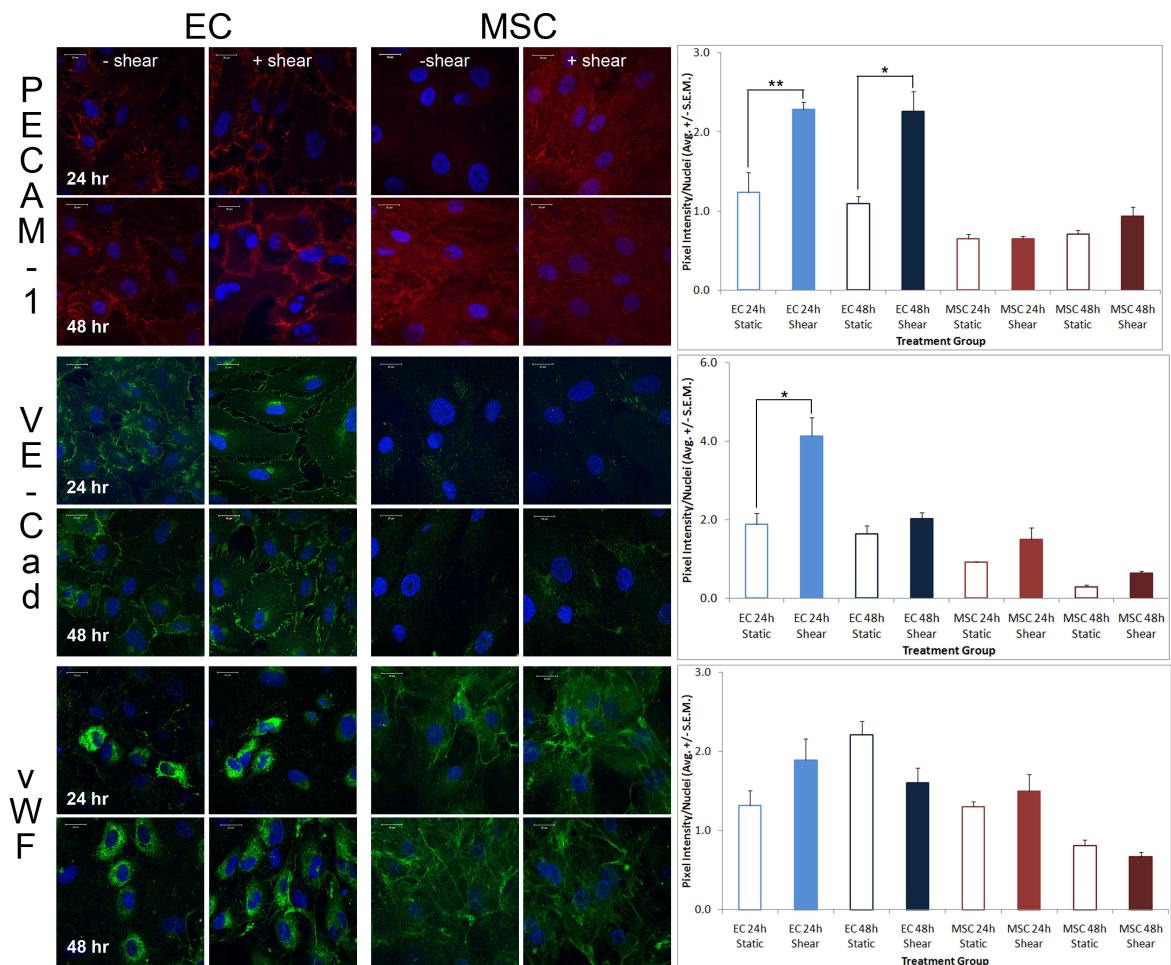 EC MSC
- shear + shear -shear + shear
PECAM-1
24 hr
48 hr
3.0
2.0
1.0
0.0
Pixel Intensity/Nuclei (Avg. +/- S.E.M.)
** *
EC 24h EC 24h EC 48h EC 48h MSC 24h MSC 24h MSC 48h MSC 48h
Static Shear Static Shear Static Shear Static Shear
Treatment Group
VE-Cad
24 hr
48 hr
6.0
4.0
2.0
0.0
Pixel Intensity/Nuclei (Avg. +/- S.E.M.)
*
EC 24h EC 24h EC 48h EC 48h MSC 24h MSC 24h MSC 48h MSC 48h
Static Shear Static Shear Static Shear Static Shear
Treatment Group
vWF
24 hr
48 hr
3.0
2.0
1.0
0.0
Pixel Intensity/Nuclei (Avg. +/- S.E.M.)
EC 24h EC 24h EC 48h EC 48h MSC 24h MSC 24h MSC 48h MSC 48h
Static Shear Static Shear Static Shear Static Shear
Treatment Group